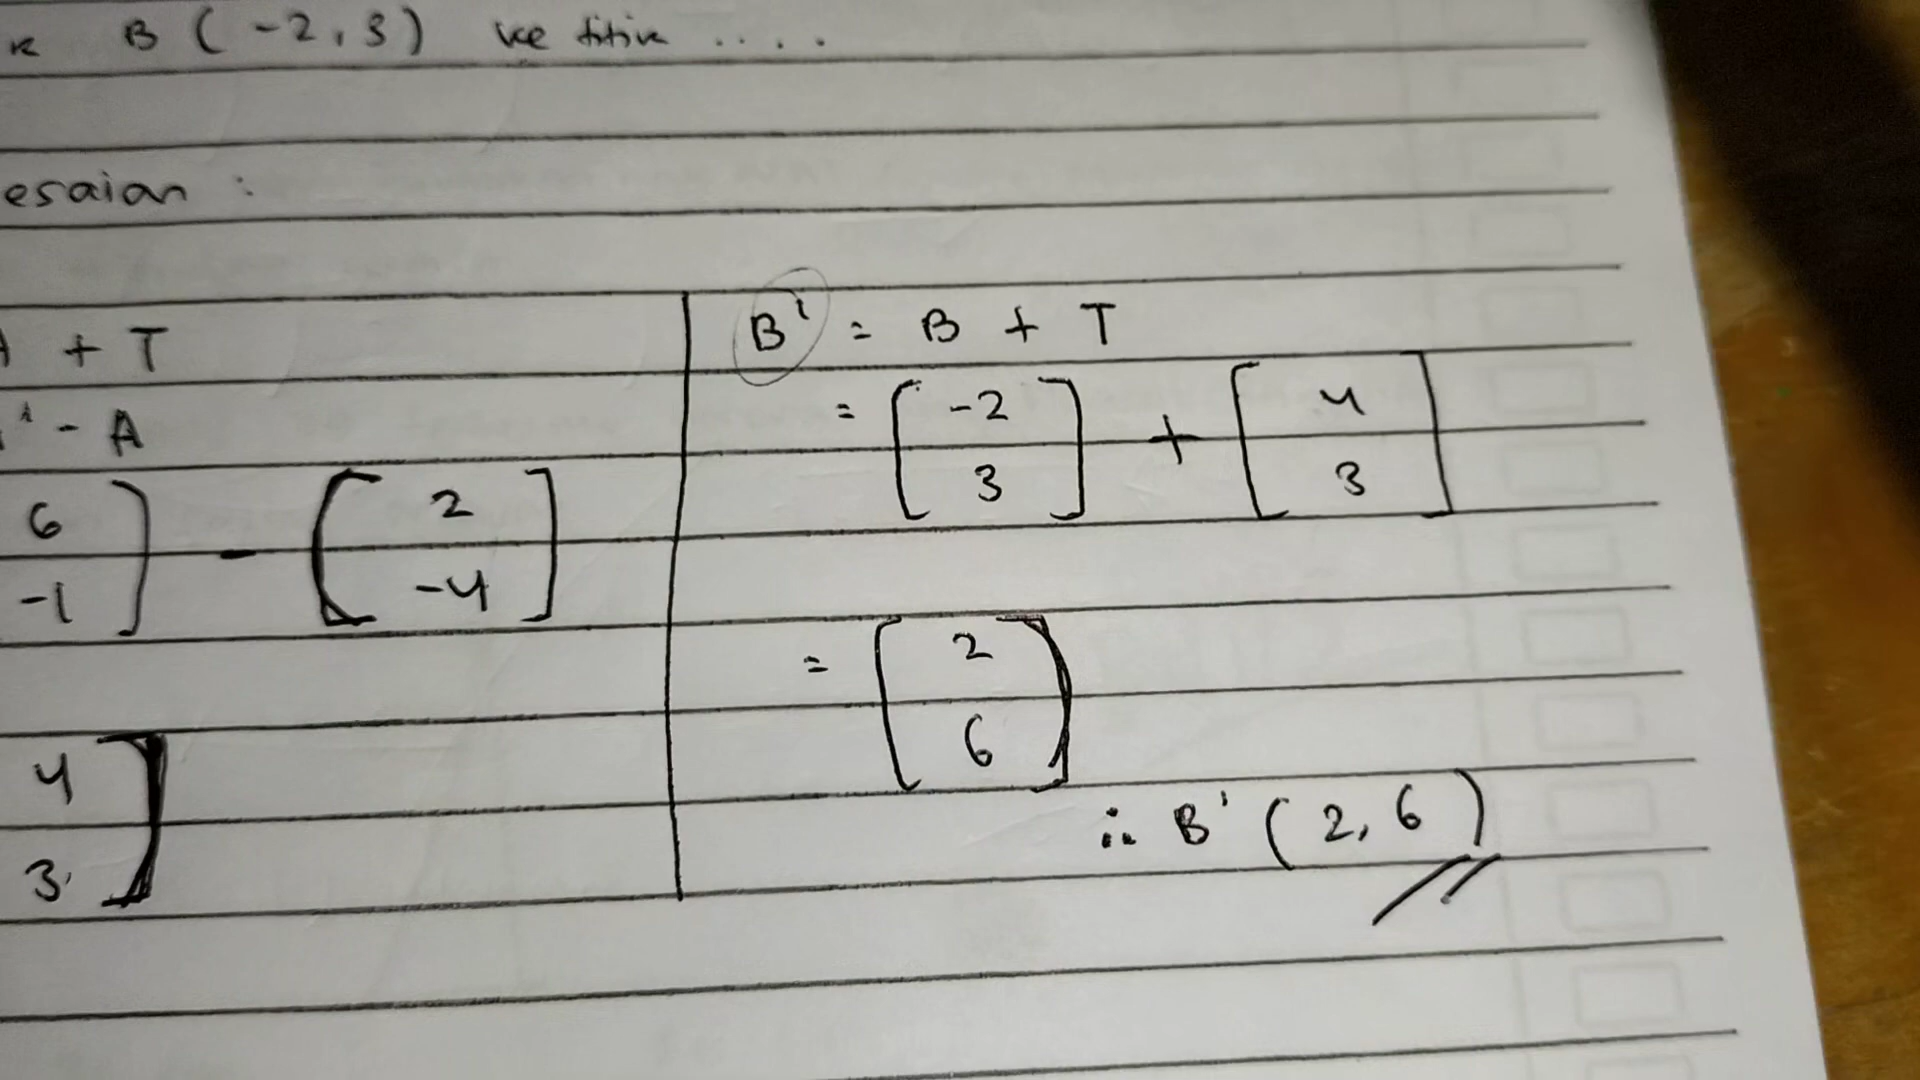 B (-2, 3) ke titik ....
esaian :
+ T
' - A
6
-1
-
2
-4
4
3
B' = B + T
=
-2
3
+
4
3
=
2
6
∴ B' (2, 6)